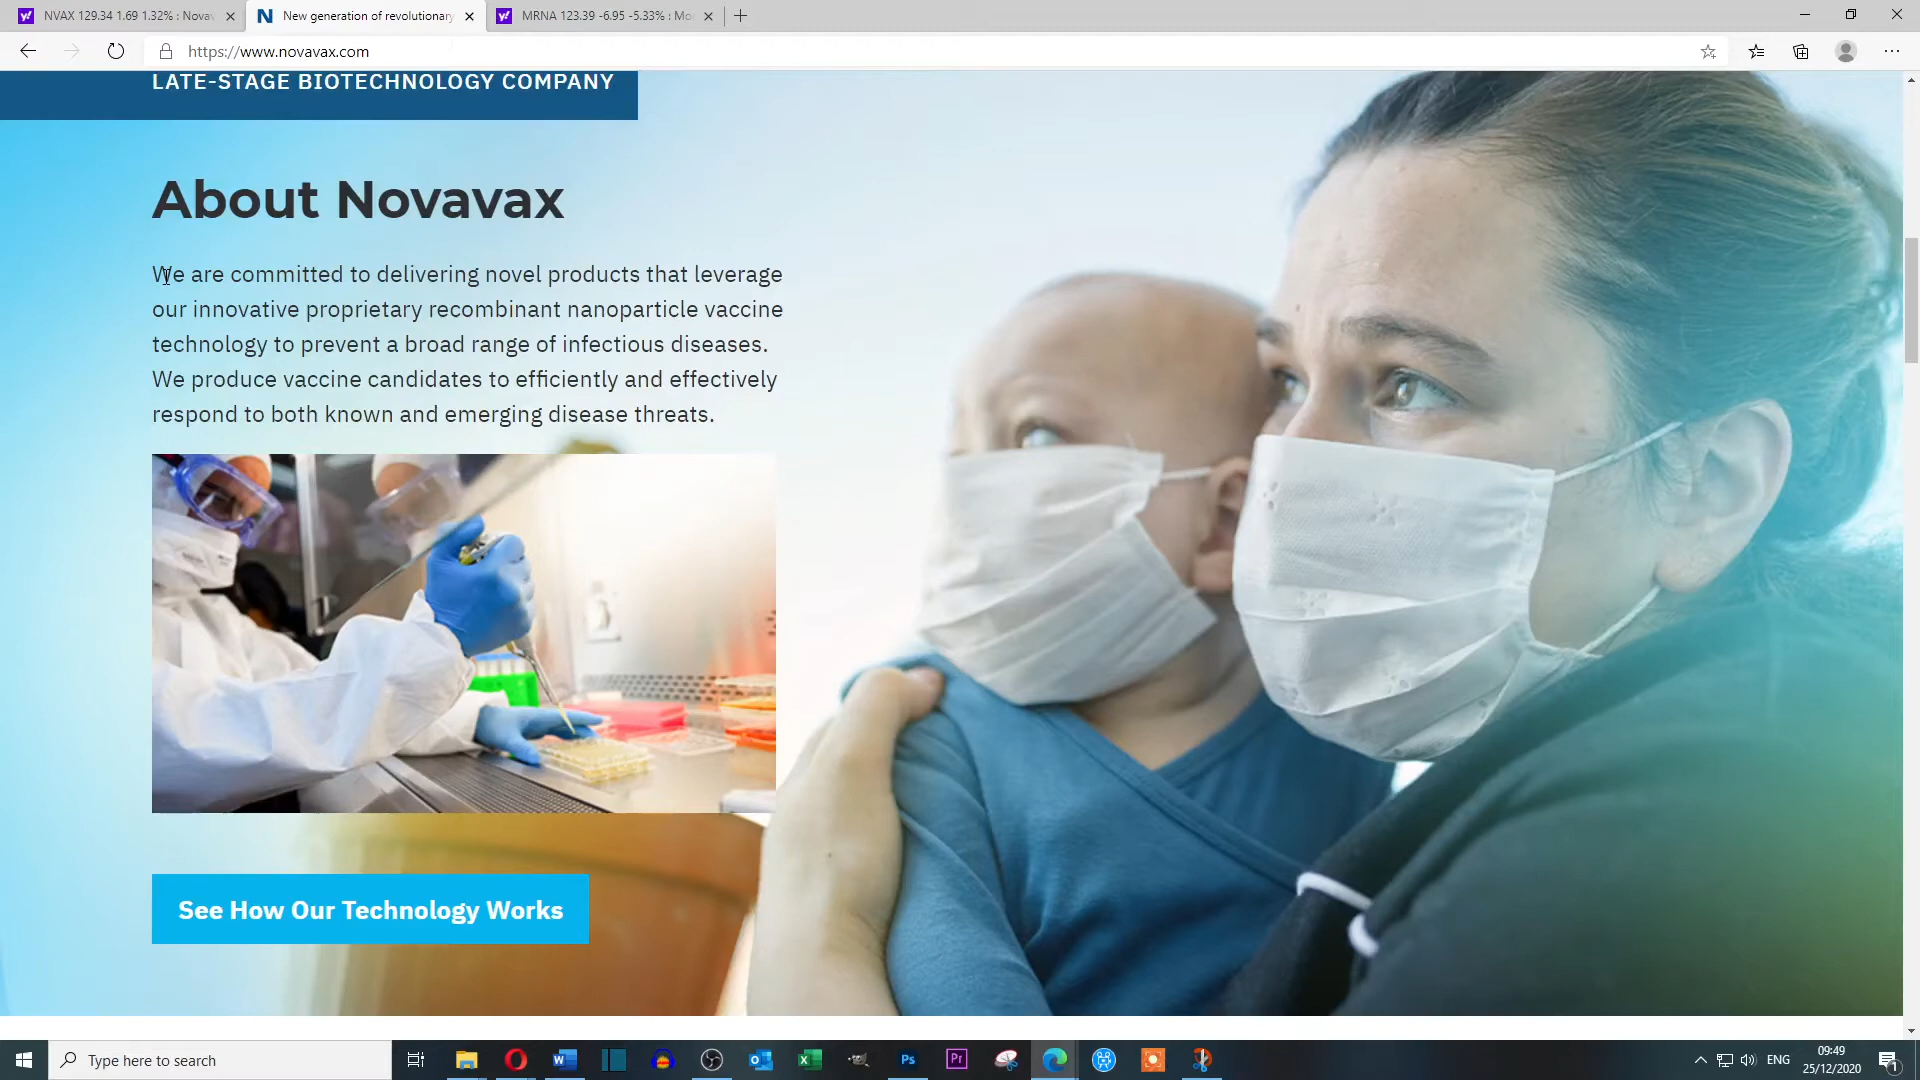 NVAX 129.34 1.69 1.32% : Nova
New generation of revolutionary
MRNA 123.39 -6.95 -5.33% : Mo
https://www.novavax.com
LATE-STAGE BIOTECHNOLOGY COMPANY
About Novavax
We are committed to delivering novel products that leverage
our innovative proprietary recombinant nanoparticle vaccine
technology to prevent a broad range of infectious diseases.
We produce vaccine candidates to efficiently and effectively
respond to both known and emerging disease threats.
See How Our Technology Works
Type here to search
ENG
09:49
25/12/2020